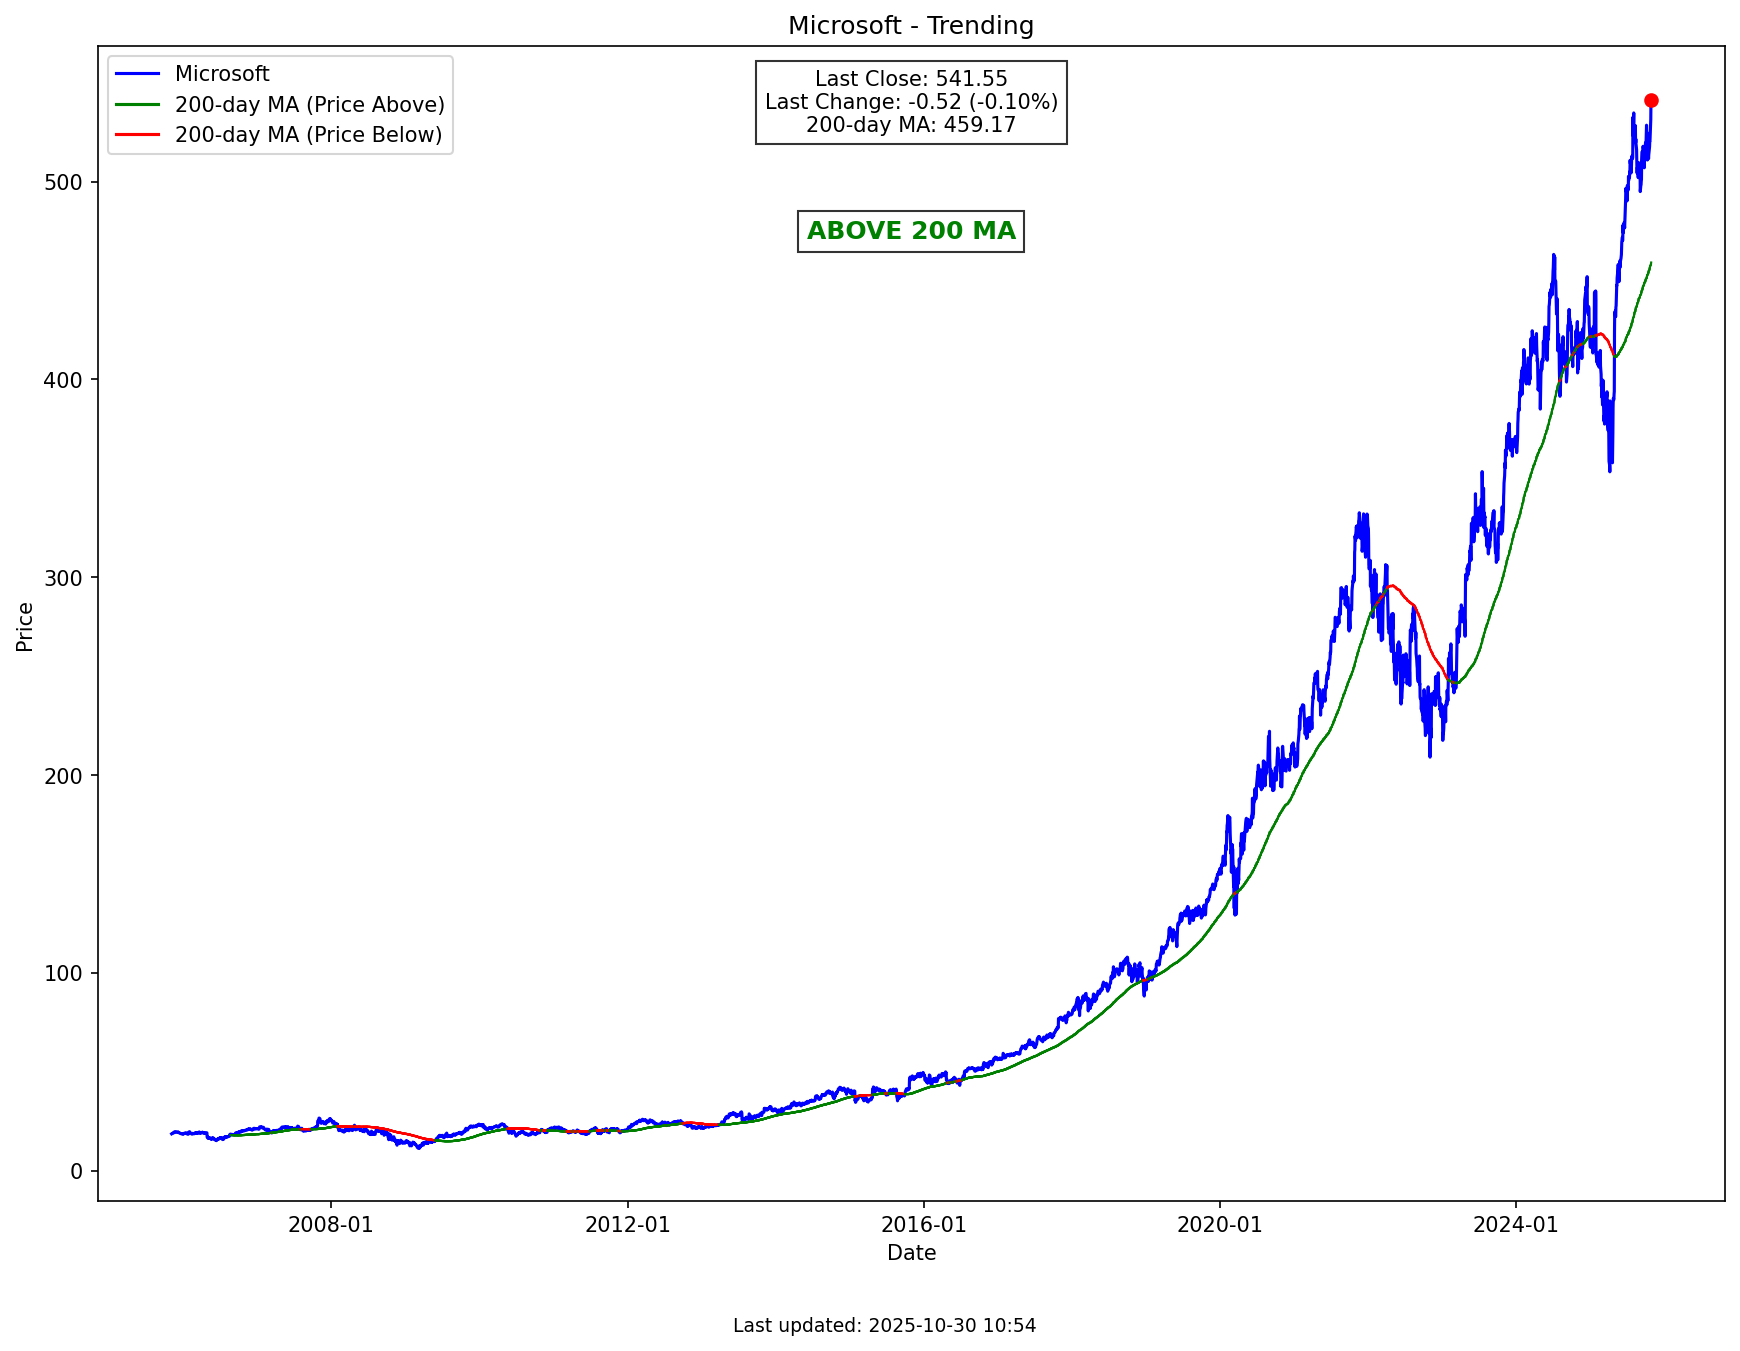 Microsoft - Trending
Microsoft
200-day MA (Price Above)
200-day MA (Price Below)
Last Close: 541.55
Last Change: -0.52 (-0.10%)
200-day MA: 459.17
ABOVE 200 MA
Price
500
400
300
200
100
0
2008-01
2012-01
2016-01
2020-01
2024-01
Date
Last updated: 2025-10-30 10:54